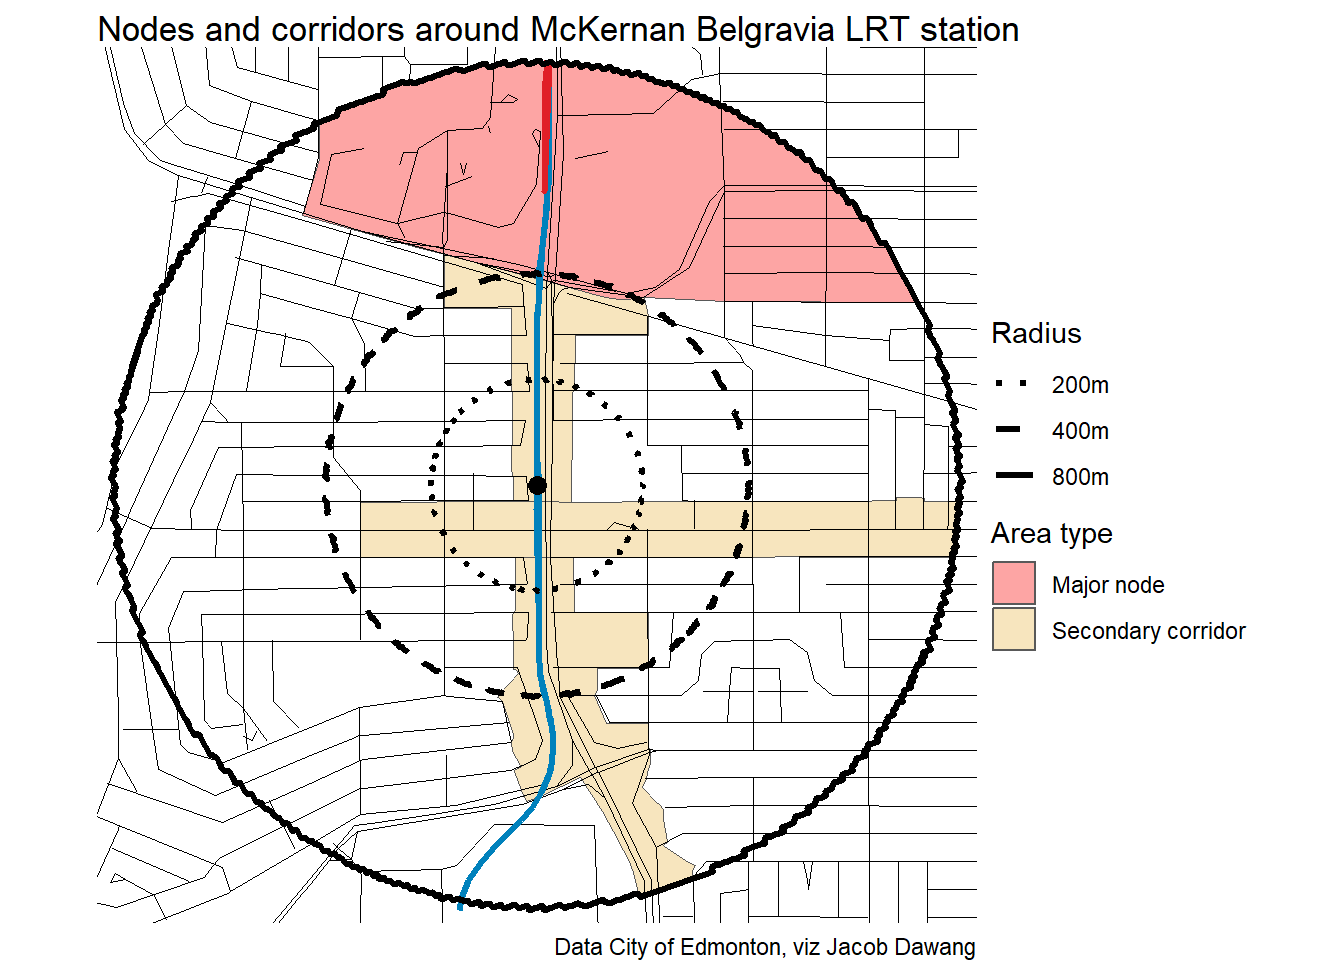 Nodes and corridors around McKernan Belgravia LRT station
Radius
200m
400m
800m
Area type
Major node
Secondary corridor
Data City of Edmonton, viz Jacob Dawang